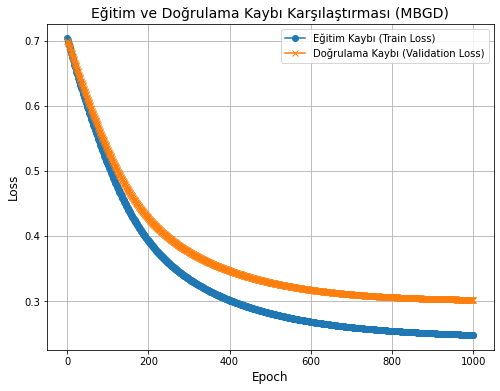 Eğitim ve Doğrulama Kaybı Karşılaştırması (MBGD)
Eğitim Kaybı (Train Loss)
Doğrulama Kaybı (Validation Loss)
Loss
0.7
0.6
0.5
0.4
0.3
0
200
400
600
800
1000
Epoch